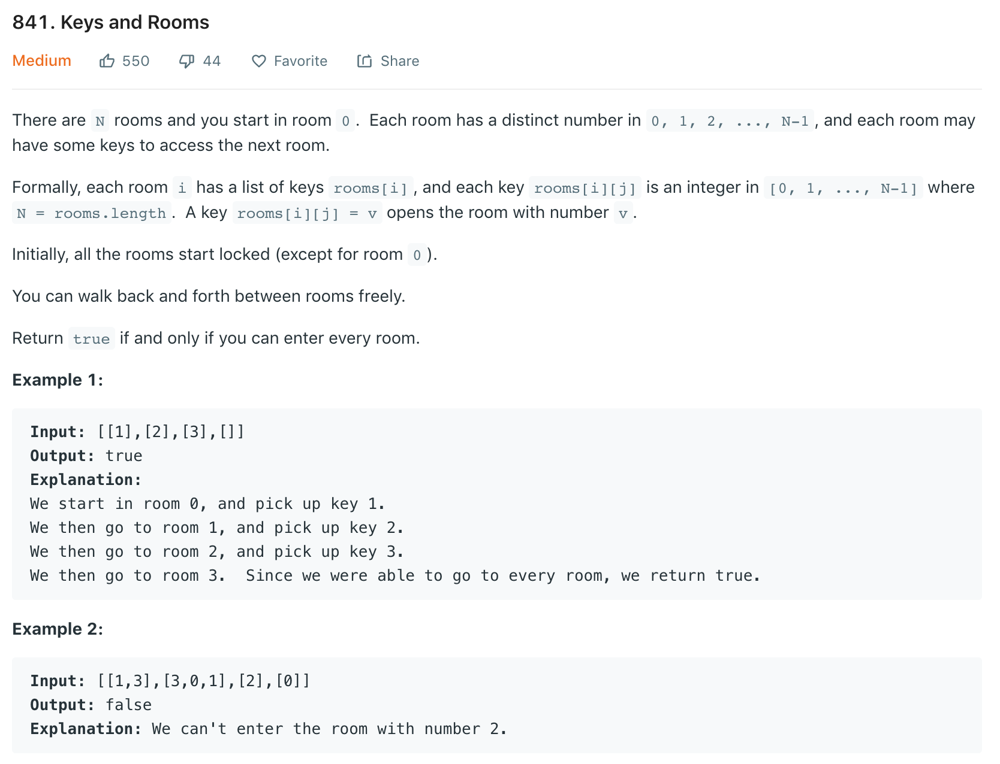 841. Keys and Rooms
Medium 550 44 Favorite Share
There are N rooms and you start in room 0.  Each room has a distinct number in 0, 1, 2, ..., N-1, and each room may
have some keys to access the next room.
Formally, each room i has a list of keys rooms[i], and each key rooms[i][j] is an integer in [0, 1, ..., N-1] where
N = rooms.length.  A key rooms[i][j] = v opens the room with number v.
Initially, all the rooms start locked (except for room 0).
You can walk back and forth between rooms freely.
Return true if and only if you can enter every room.
Example 1:
Input: [[1],[2],[3],[]]
Output: true
Explanation:
We start in room 0, and pick up key 1.
We then go to room 1, and pick up key 2.
We then go to room 2, and pick up key 3.
We then go to room 3.  Since we were able to go to every room, we return true.
Example 2:
Input: [[1,3],[3,0,1],[2],[0]]
Output: false
Explanation: We can't enter the room with number 2.